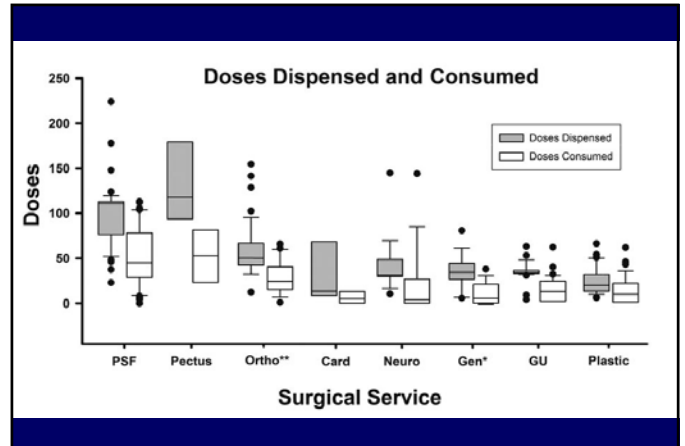 Doses Dispensed and Consumed
250
200
150
100
50
0
Doses
Doses Dispensed
Doses Consumed
PSF Pectus Ortho** Card Neuro Gen* GU Plastic
Surgical Service